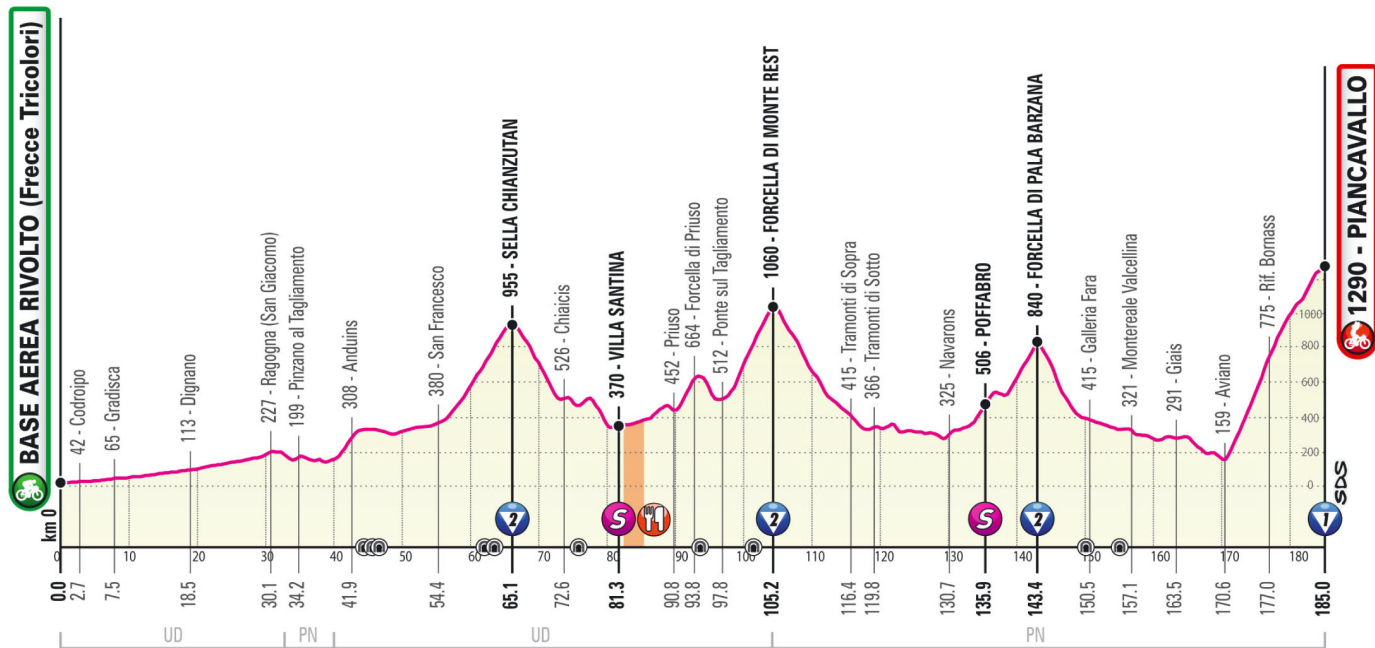 BASE AEREA RIVOLTO (Frecce Tricolori)
42 - Codroipo
65 - Gradisca
113 - Dignano
227 - Ragogna (San Giacomo)
199 - Pinzano al Tagliamento
308 - Anduins
380 - San Francesco
955 - SELLA CHIANZUTAN
526 - Chiaicis
370 - VILLA SANTINA
452 - Priuso
664 - Forcella di Priuso
512 - Ponte sul Tagliamento
1060 - FORCELLA DI MONTE REST
415 - Tramonti di Sopra
366 - Tramonti di Sotto
325 - Navarons
506 - POFFABRO
840 - FORCELLA DI PALA BARZANA
415 - Galleria Fara
321 - Montereale Valcellina
291 - Giais
159 - Aviano
775 - Rif. Bornass
1290 - PIANCAVALLO
1600
800
600
400
200
0
SDS
km 0
2
S
2
S
2
1
0 10 20 30 40 50 60 70 80 90 100 110 120 130 140 150 160 170 180
0.0 2.7 7.5 18.5 30.1 34.2 41.9 54.4 65.1 72.6 81.3 90.8 93.8 97.8 105.2 116.4 119.8 130.7 135.9 143.4 150.5 157.1 163.5 170.6 177.0 185.0
UD PN UD PN